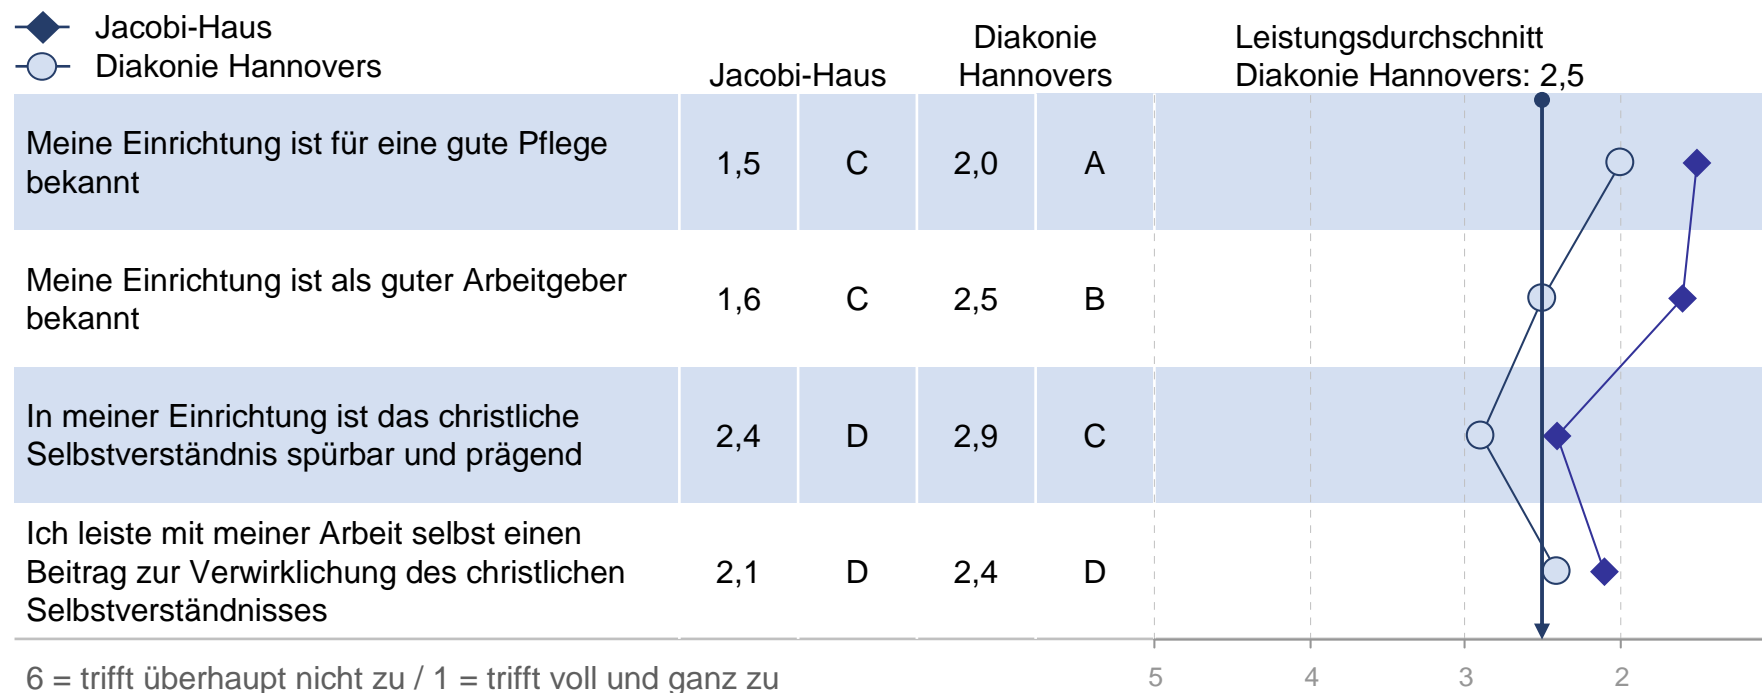 Jacobi-Haus
Diakonie Hannovers
Jacobi-Haus
Diakonie
Hannovers
Leistungsdurchschnitt
Diakonie Hannovers: 2,5
Meine Einrichtung ist für eine gute Pflege
bekannt
1,5 C 2,0 A
Meine Einrichtung ist als guter Arbeitgeber
bekannt
1,6 C 2,5 B
In meiner Einrichtung ist das christliche
Selbstverständnis spürbar und prägend
2,4 D 2,9 C
Ich leiste mit meiner Arbeit selbst einen
Beitrag zur Verwirklichung des christlichen
Selbstverständnisses
2,1 D 2,4 D
6 = trifft überhaupt nicht zu / 1 = trifft voll und ganz zu
5 4 3 2